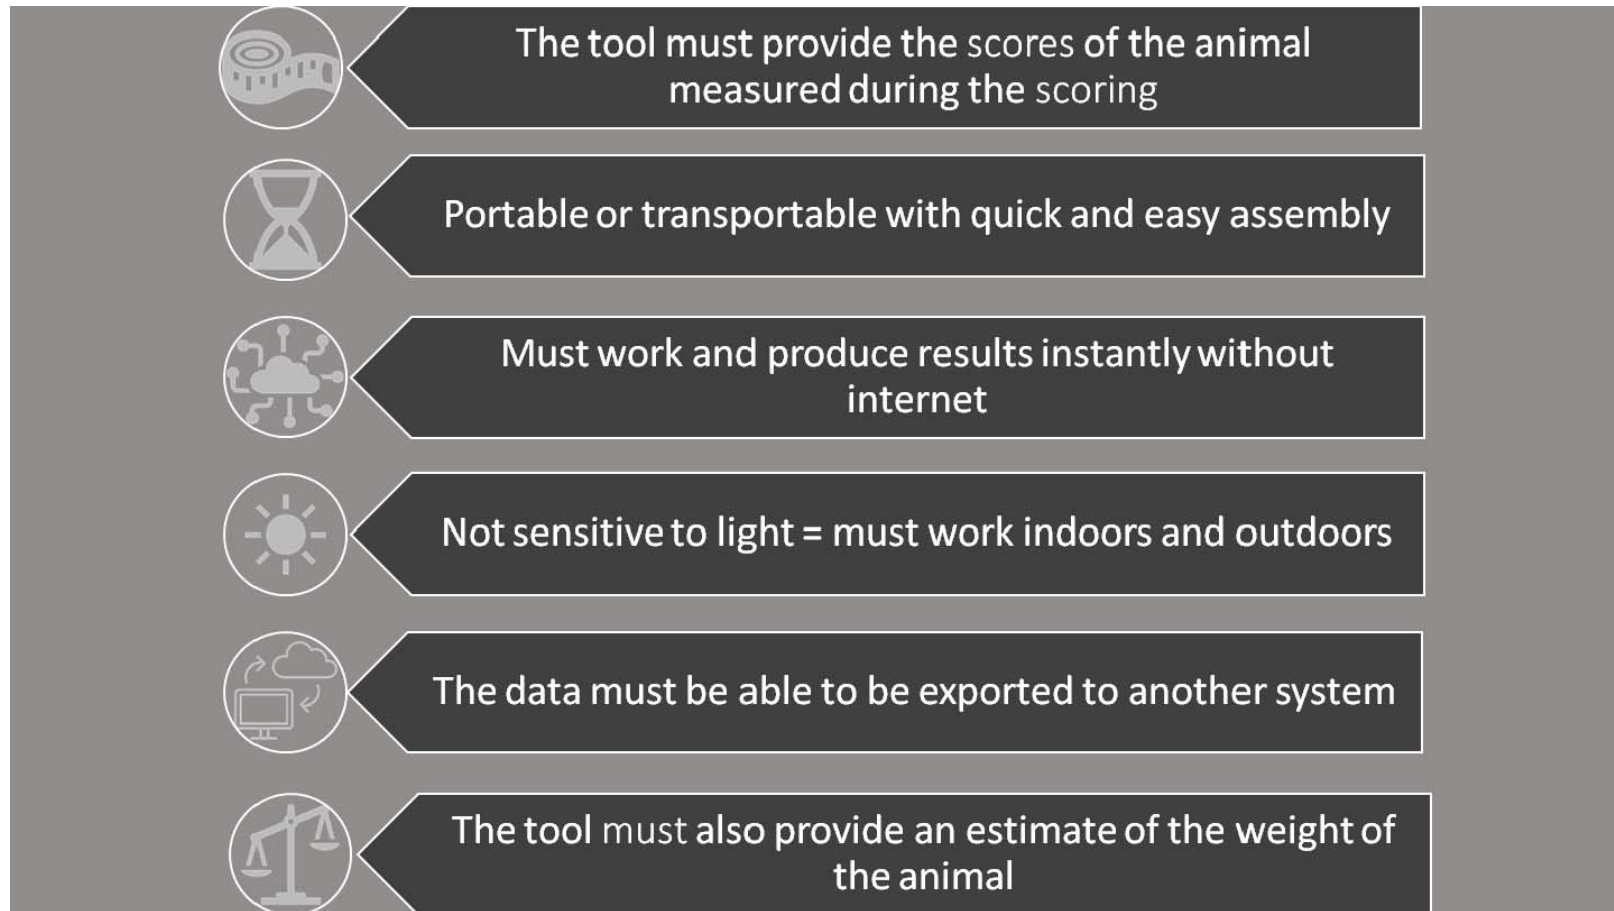 The tool must provide the scores of the animal
measured during the scoring
Portable or transportable with quick and easy assembly
Must work and produce results instantly without
internet
Not sensitive to light = must work indoors and outdoors
The data must be able to be exported to another system
The tool must also provide an estimate of the weight of
the animal